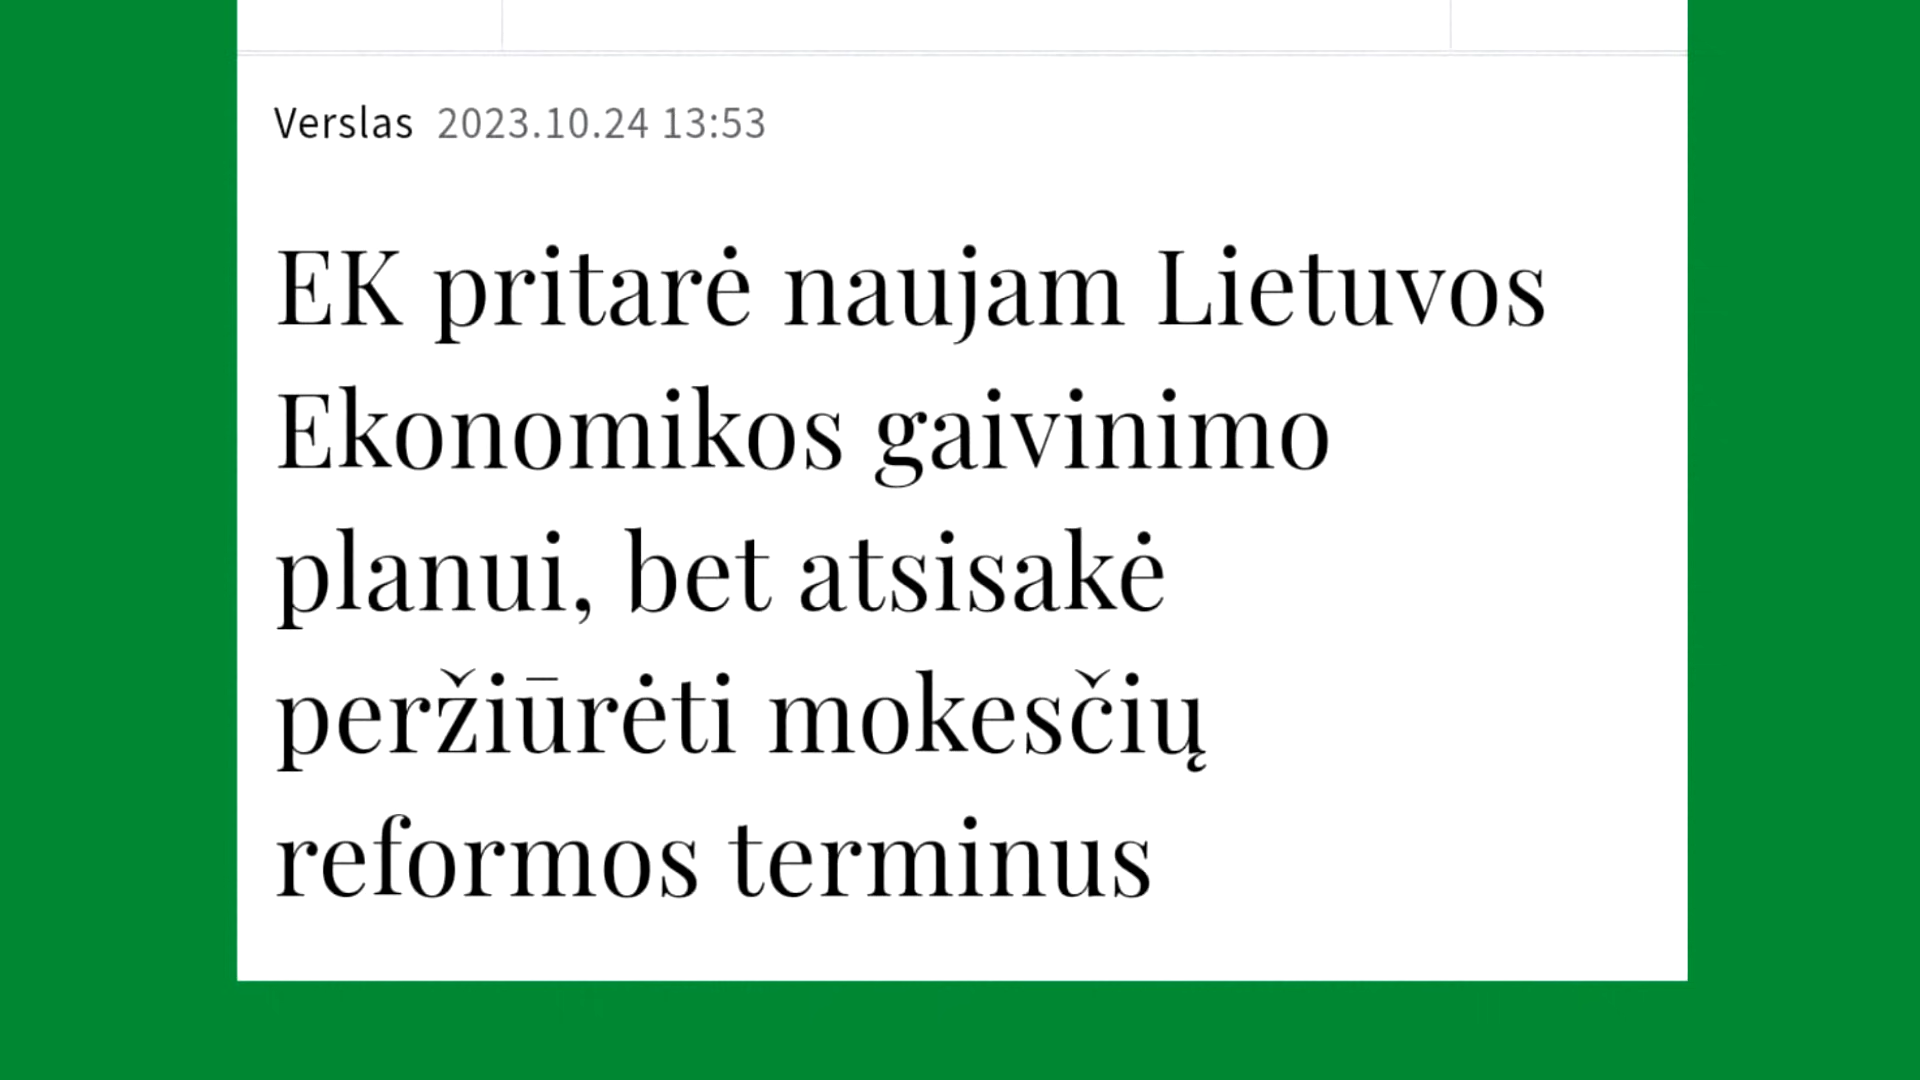 Verslas 2023.10.24 13:53
EK pritarė naujam Lietuvos
Ekonomikos gaivinimo
planui, bet atsisakė
peržiūrėti mokesčių
reformos terminus